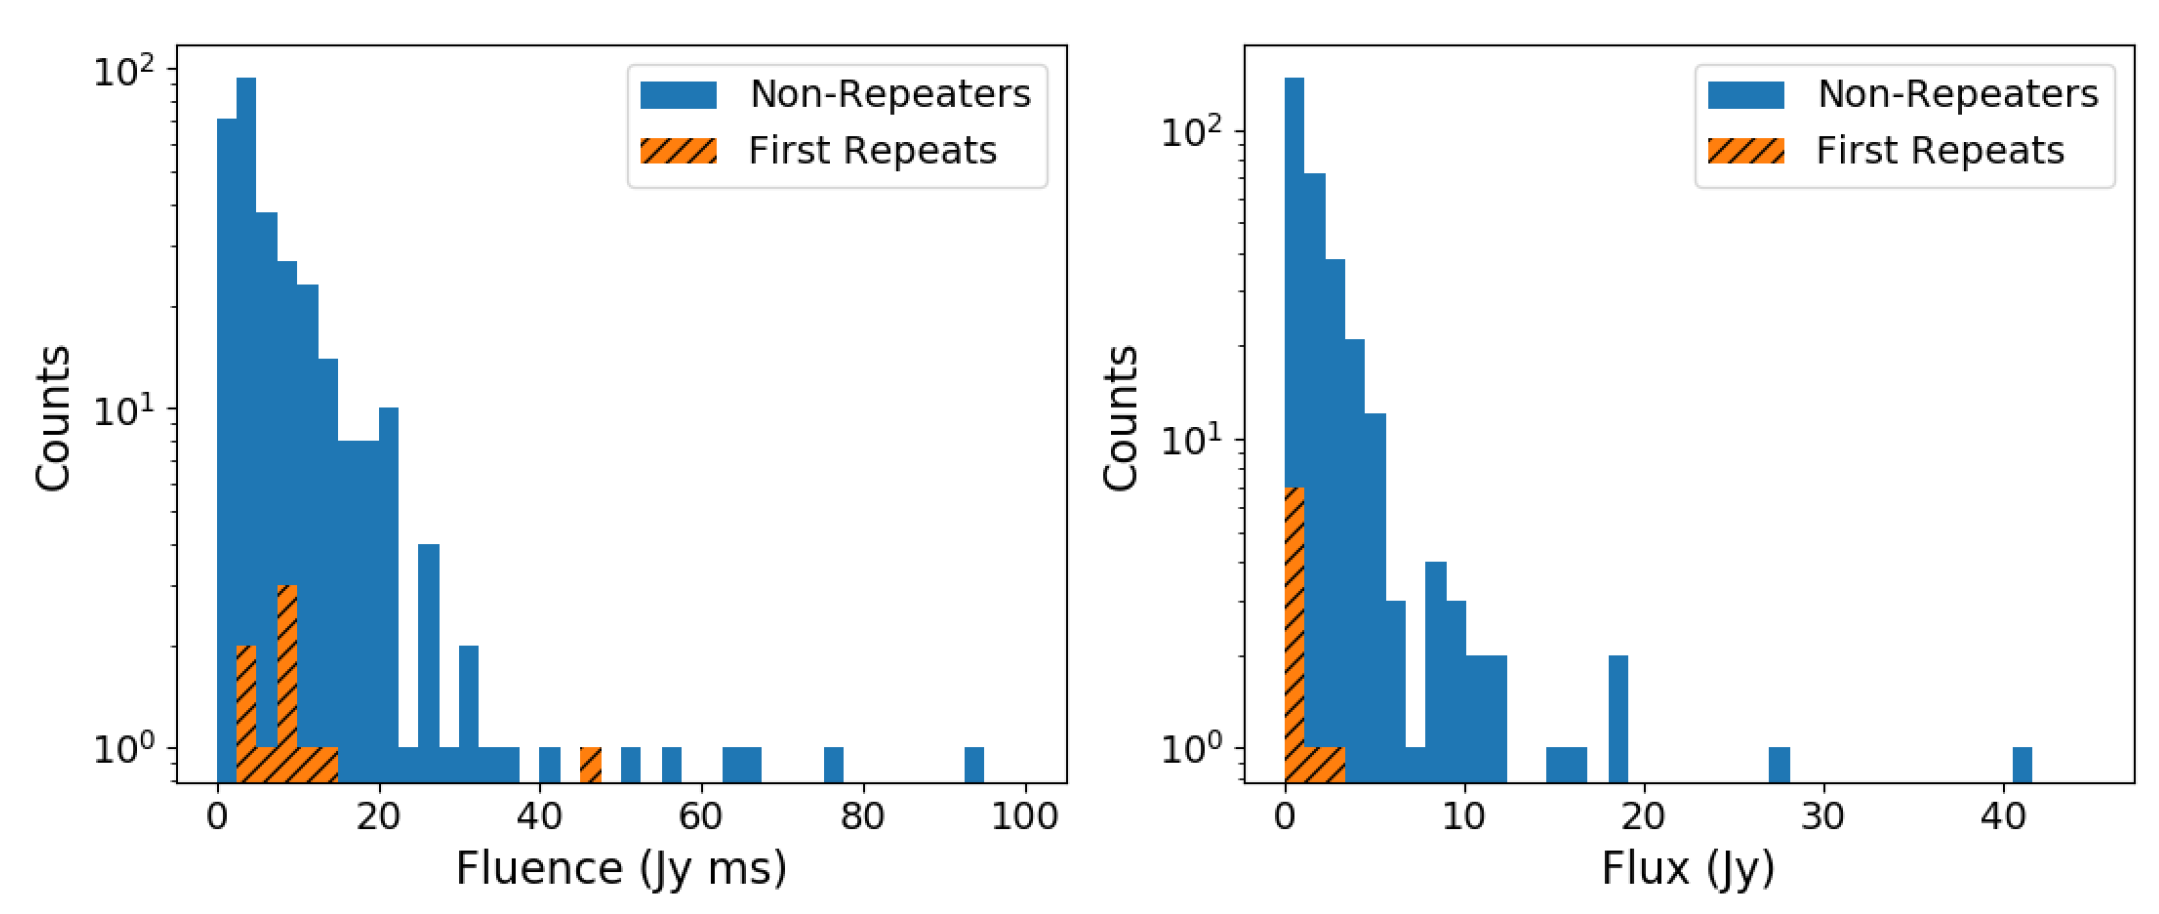 10²
10¹
10⁰
Counts
0 20 40 60 80 100
Fluence (Jy ms)
Non-Repeaters
First Repeats
10²
10¹
10⁰
Counts
0 10 20 30 40
Flux (Jy)
Non-Repeaters
First Repeats